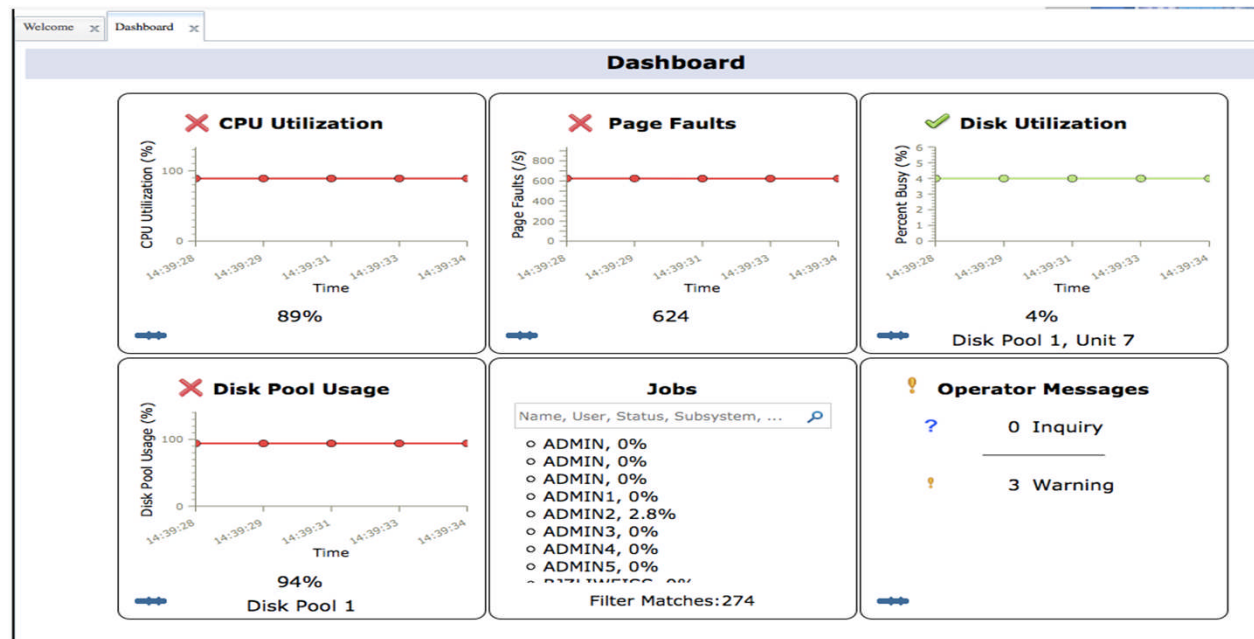 Welcome
Dashboard
Dashboard
CPU Utilization
CPU Utilization (%)
100
0
14:39:28
14:39:29
14:39:31
14:39:33
14:39:34
Time
89%
Page Faults
Page Faults (/s)
800
600
400
200
0
14:39:28
14:39:29
14:39:31
14:39:33
14:39:34
Time
624
Disk Utilization
Percent Busy (%)
6
5
4
3
2
1
0
14:39:28
14:39:29
14:39:31
14:39:33
14:39:34
Time
4%
Disk Pool 1, Unit 7
Disk Pool Usage
Disk Pool Usage (%)
100
0
14:39:28
14:39:29
14:39:31
14:39:33
14:39:34
Time
94%
Disk Pool 1
Jobs
Name, User, Status, Subsystem, ...
ADMIN, 0%
ADMIN, 0%
ADMIN, 0%
ADMIN1, 0%
ADMIN2, 2.8%
ADMIN3, 0%
ADMIN4, 0%
ADMIN5, 0%
Filter Matches:274
Operator Messages
? 0 Inquiry
3 Warning